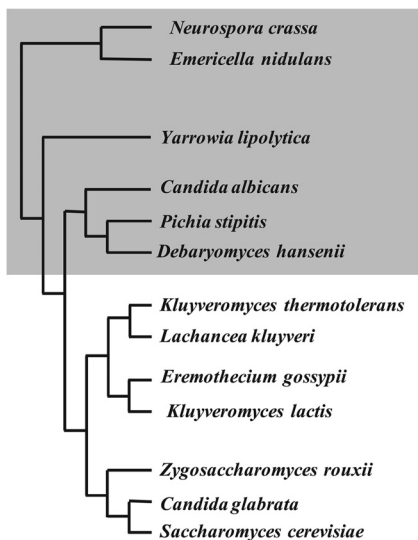 Neurospora crassa
Emericella nidulans
Yarrowia lipolytica
Candida albicans
Pichia stipitis
Debaryomyces hansenii
Kluyveromyces thermotolerans
Lachancea kluyveri
Eremothecium gossypii
Kluyveromyces lactis
Zygosaccharomyces rouxii
Candida glabrata
Saccharomyces cerevisiae